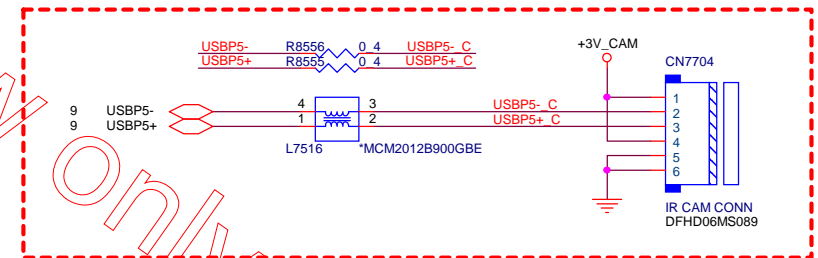 USBP5- R8556 0_4 USBP5-_C
USBP5+ R8555 0_4 USBP5+_C
+3V_CAM
CN7704
9 USBP5- 4 3 USBP5-_C
9 USBP5+ 1 2 USBP5+_C
L7516 *MCM2012B900GBE
1
2
3
4
5
6
IR CAM CONN
DFHD06MS089
only